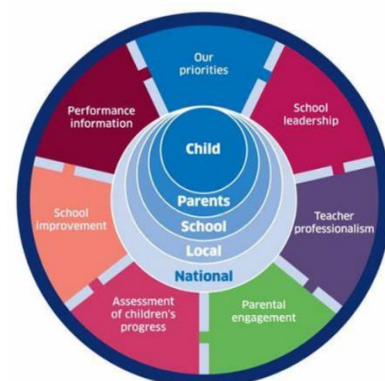 Our
priorities
School
leadership
Teacher
professionalism
Parental
engagement
Assessment
of children's
progress
School
improvement
Performance
information
Child
Parents
School
Local
National